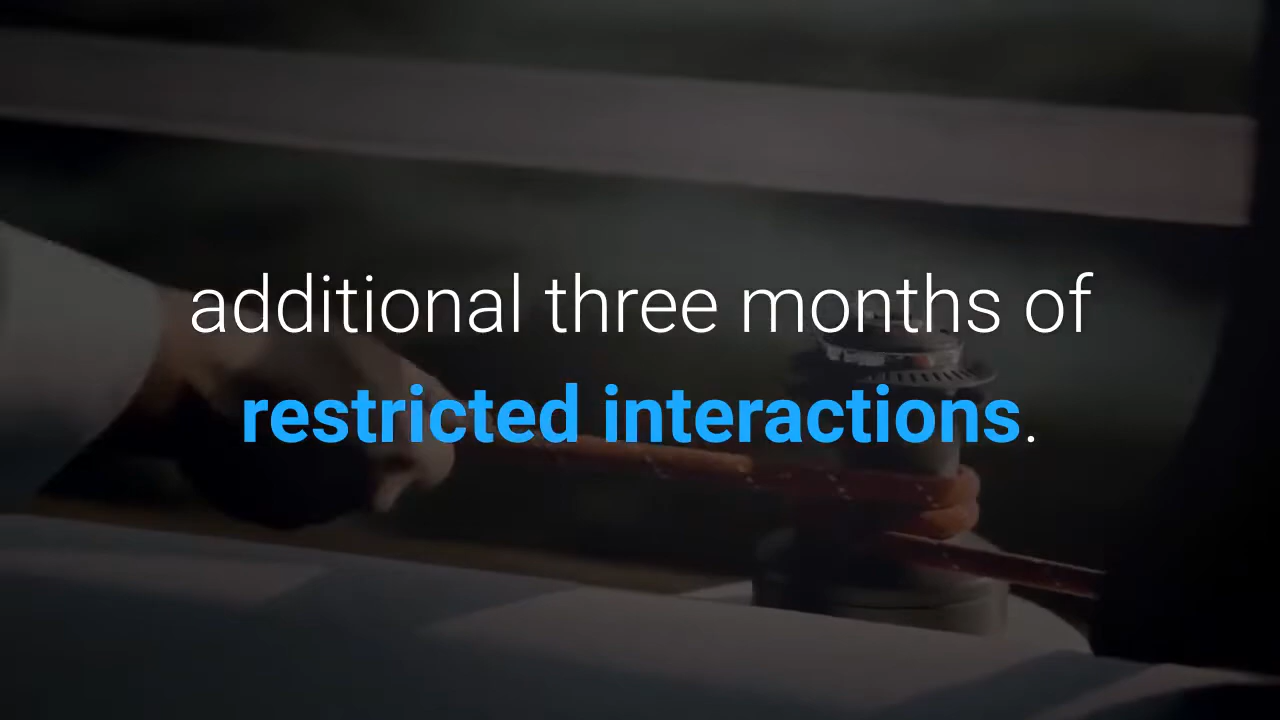 additional three months of
restricted interactions.